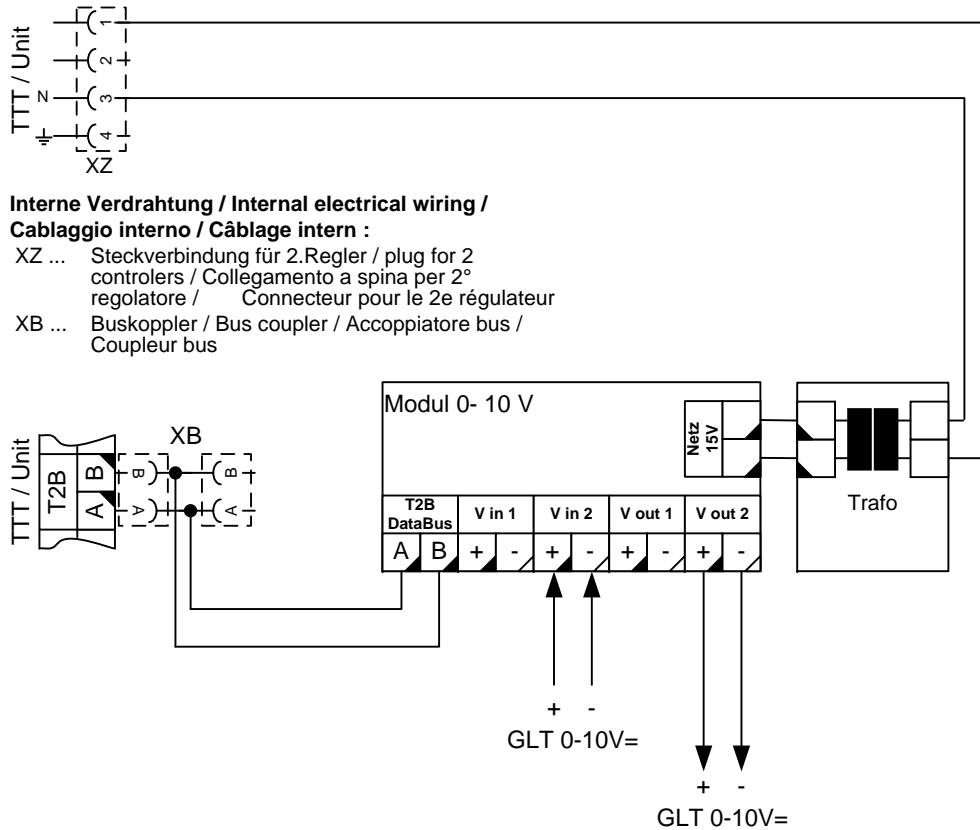 TTT / Unit
1
2
N 3
4
XZ
Interne Verdrahtung / Internal electrical wiring /
Cablaggio interno / Câblage intern :
XZ ... Steckverbindung für 2.Regler / plug for 2
controlers / Collegamento a spina per 2°
regolatore / Connecteur pour le 2e régulateur
XB ... Buskoppler / Bus coupler / Accoppiatore bus /
Coupleur bus
TTT / Unit
T2B
B
A
XB
B
A
B
A
Modul 0- 10 V
Netz
15V
Trafo
T2B
DataBus
V in 1
V in 2
V out 1
V out 2
A B + - + - + - + -
+ -
GLT 0-10V=
+ -
GLT 0-10V=